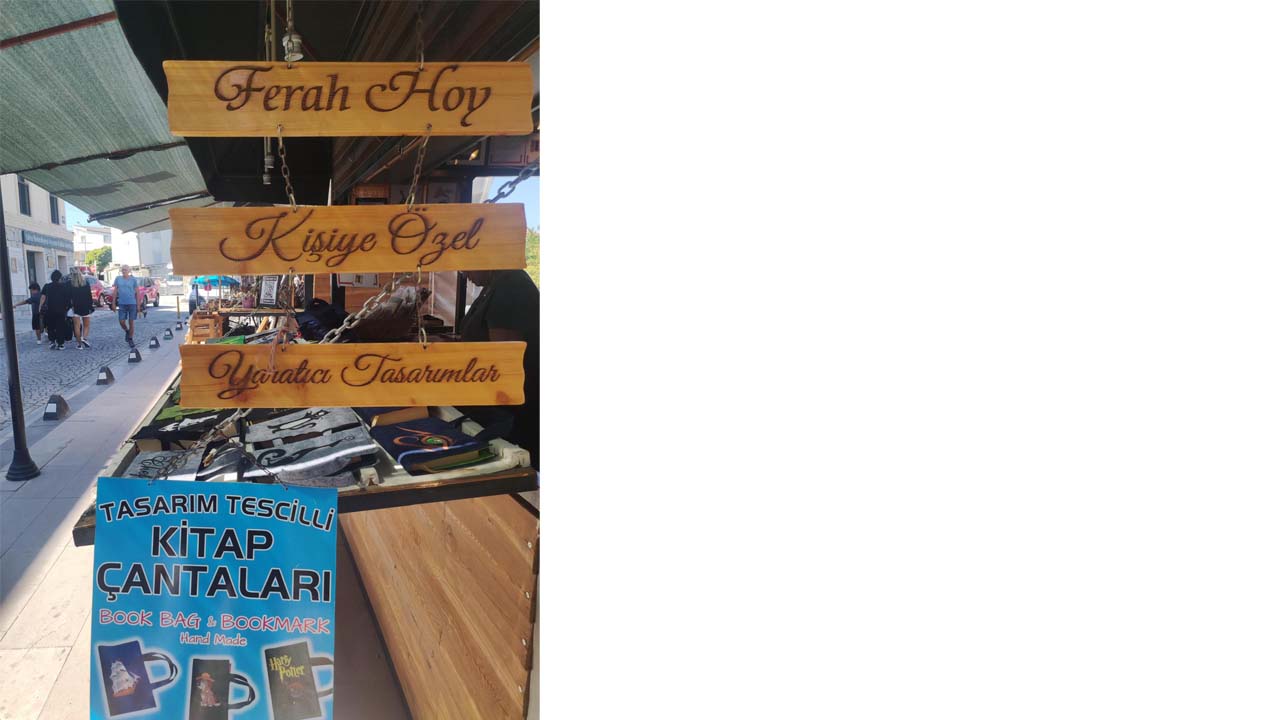 Ferah Hoy
Kişiye Özel
Yaratıcı Tasarımlar
TASARIM TESCİLLİ
KİTAP
ÇANTALARI
BOOK BAG & BOOKMARK
Hand Made
Harry
Potter